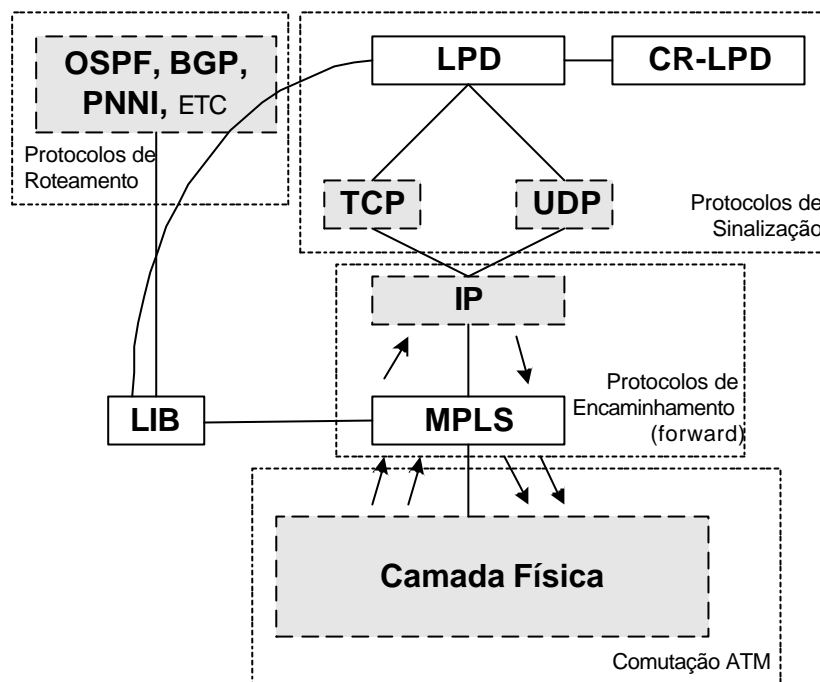 OSPF, BGP,
PNNI, ETC
Protocolos de
Roteamento
LPD
CR-LPD
TCP
UDP
Protocolos de
Sinalização
IP
Protocolos de
Encaminhamento
(forward)
LIB
MPLS
Camada Física
Comutação ATM